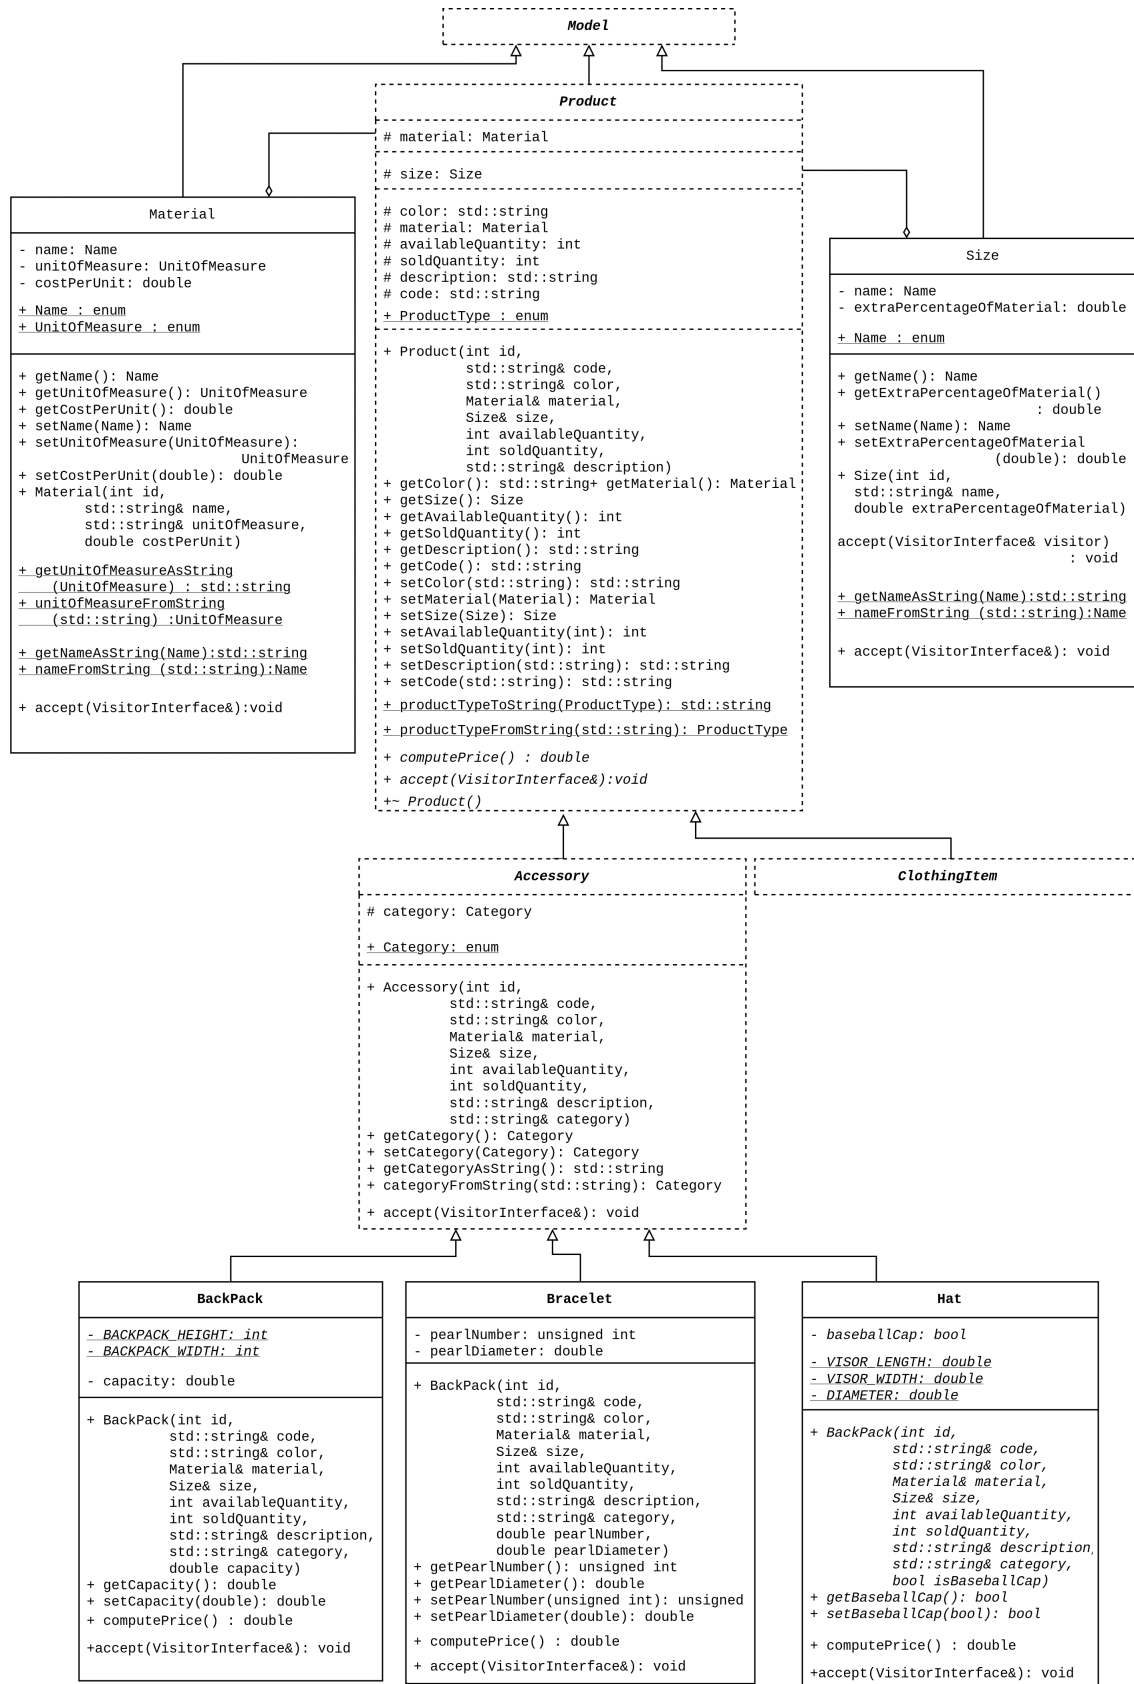 Model
Product
# material: Material
# size: Size
# color: std::string
# material: Material
# availableQuantity: int
# soldQuantity: int
# description: std::string
# code: std::string
+ ProductType : enum
+ Product(int id,
std::string& code,
std::string& color,
Material& material,
Size& size,
int availableQuantity,
int soldQuantity,
std::string& description)
+ getColor(): std::string+ getMaterial(): Material
+ getSize(): Size
+ getAvailableQuantity(): int
+ getSoldQuantity(): int
+ getDescription(): std::string
+ getCode(): std::string
+ setColor(std::string): std::string
+ setMaterial(Material): Material
+ setSize(Size): Size
+ setAvailableQuantity(int): int
+ setSoldQuantity(int): int
+ setDescription(std::string): std::string
+ setCode(std::string): std::string
+ productTypeToString(ProductType): std::string
+ productTypeFromString(std::string): ProductType
+ computePrice() : double
+ accept(VisitorInterface&):void
+~ Product()
Material
- name: Name
- unitOfMeasure: UnitOfMeasure
- costPerUnit: double
+ Name : enum
+ UnitOfMeasure : enum
+ getName(): Name
+ getUnitOfMeasure(): UnitOfMeasure
+ getCostPerUnit(): double
+ setName(Name): Name
+ setUnitOfMeasure(UnitOfMeasure):
UnitOfMeasure
+ setCostPerUnit(double): double
+ Material(int id,
std::string& name,
std::string& unitOfMeasure,
double costPerUnit)
+ getUnitOfMeasureAsString
(UnitOfMeasure) : std::string
+ unitOfMeasureFromString
(std::string) :UnitOfMeasure
+ getNameAsString(Name):std::string
+ nameFromString (std::string):Name
+ accept(VisitorInterface&):void
Size
- name: Name
- extraPercentageOfMaterial: double
+ Name : enum
+ getName(): Name
+ getExtraPercentageOfMaterial()
: double
+ setName(Name): Name
+ setExtraPercentageOfMaterial
(double): double
+ Size(int id,
std::string& name,
double extraPercentageOfMaterial)
accept(VisitorInterface& visitor)
: void
+ getNameAsString(Name):std::string
+ nameFromString (std::string):Name
+ accept(VisitorInterface&): void
Accessory
# category: Category
+ Category: enum
+ Accessory(int id,
std::string& code,
std::string& color,
Material& material,
Size& size,
int availableQuantity,
int soldQuantity,
std::string& description,
std::string& category)
+ getCategory(): Category
+ setCategory(Category): Category
+ getCategoryAsString(): std::string
+ categoryFromString(std::string): Category
+ accept(VisitorInterface&): void
ClothingItem
BackPack
- BACKPACK_HEIGHT: int
- BACKPACK_WIDTH: int
- capacity: double
+ BackPack(int id,
std::string& code,
std::string& color,
Material& material,
Size& size,
int availableQuantity,
int soldQuantity,
std::string& description,
std::string& category,
double capacity)
+ getCapacity(): double
+ setCapacity(double): double
+ computePrice() : double
+accept(VisitorInterface&): void
Bracelet
- pearlNumber: unsigned int
- pearlDiameter: double
+ BackPack(int id,
std::string& code,
std::string& color,
Material& material,
Size& size,
int availableQuantity,
int soldQuantity,
std::string& description,
std::string& category,
double pearlNumber,
double pearlDiameter)
+ getPearlNumber(): unsigned int
+ getPearlDiameter(): double
+ setPearlNumber(unsigned int): unsigned
+ setPearlDiameter(double): double
+ computePrice() : double
+ accept(VisitorInterface&): void
Hat
- baseballCap: bool
- VISOR_LENGTH: double
- VISOR_WIDTH: double
- DIAMETER: double
+ BackPack(int id,
std::string& code,
std::string& color,
Material& material,
Size& size,
int availableQuantity,
int soldQuantity,
std::string& description,
std::string& category,
bool isBaseballCap)
+ getBaseballCap(): bool
+ setBaseballCap(bool): bool
+ computePrice() : double
+accept(VisitorInterface&): void